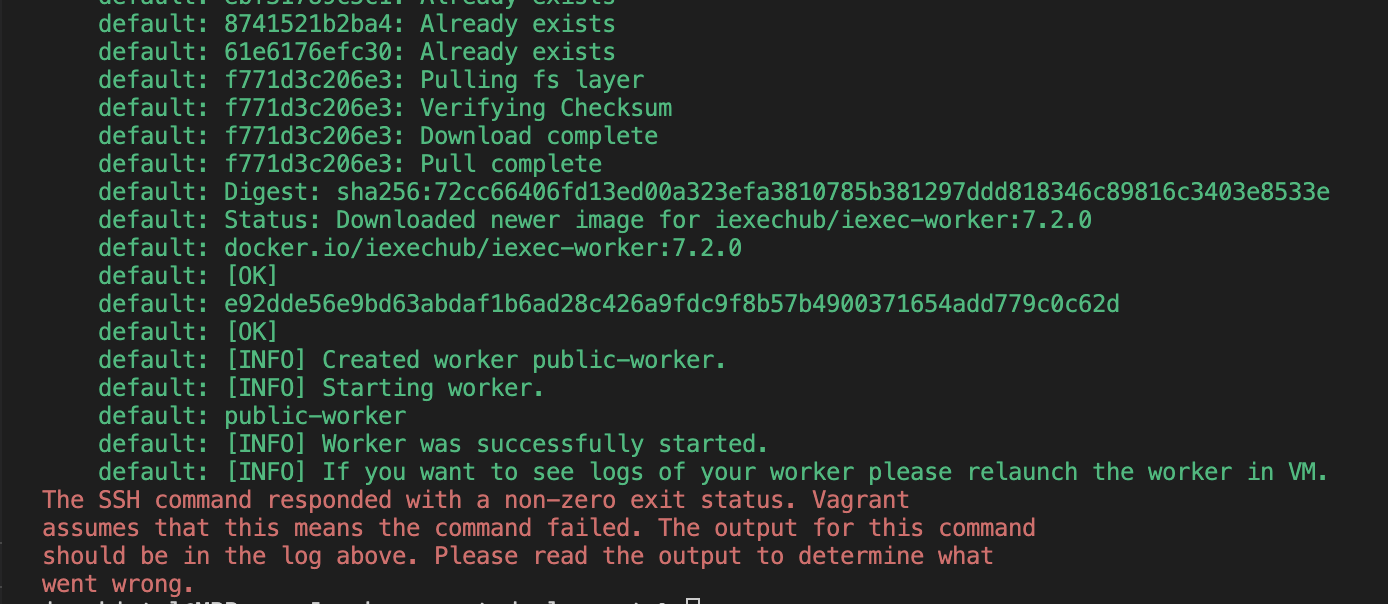 default: 8741521b2ba4: Already exists
default: 61e6176efc30: Already exists
default: f771d3c206e3: Pulling fs layer
default: f771d3c206e3: Verifying Checksum
default: f771d3c206e3: Download complete
default: f771d3c206e3: Pull complete
default: Digest: sha256:72cc66406fd13ed00a323efa3810785b381297ddd818346c89816c3403e8533e
default: Status: Downloaded newer image for iexechub/iexec-worker:7.2.0
default: docker.io/iexechub/iexec-worker:7.2.0
default: [OK]
default: e92dde56e9bd63abdaf1b6ad28c426a9fdc9f8b57b4900371654add779c0c62d
default: [OK]
default: [INFO] Created worker public-worker.
default: [INFO] Starting worker.
default: public-worker
default: [INFO] Worker was successfully started.
default: [INFO] If you want to see logs of your worker please relaunch the worker in VM.
The SSH command responded with a non-zero exit status. Vagrant
assumes that this means the command failed. The output for this command
should be in the log above. Please read the output to determine what
went wrong.